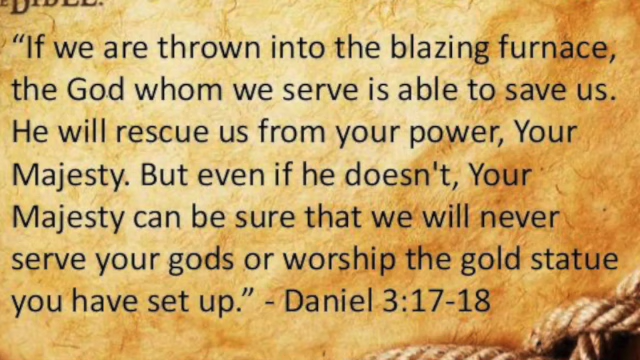 BIBLE.
“If we are thrown into the blazing furnace,
the God whom we serve is able to save us.
He will rescue us from your power, Your
Majesty. But even if he doesn't, Your
Majesty can be sure that we will never
serve your gods or worship the gold statue
you have set up.” - Daniel 3:17-18